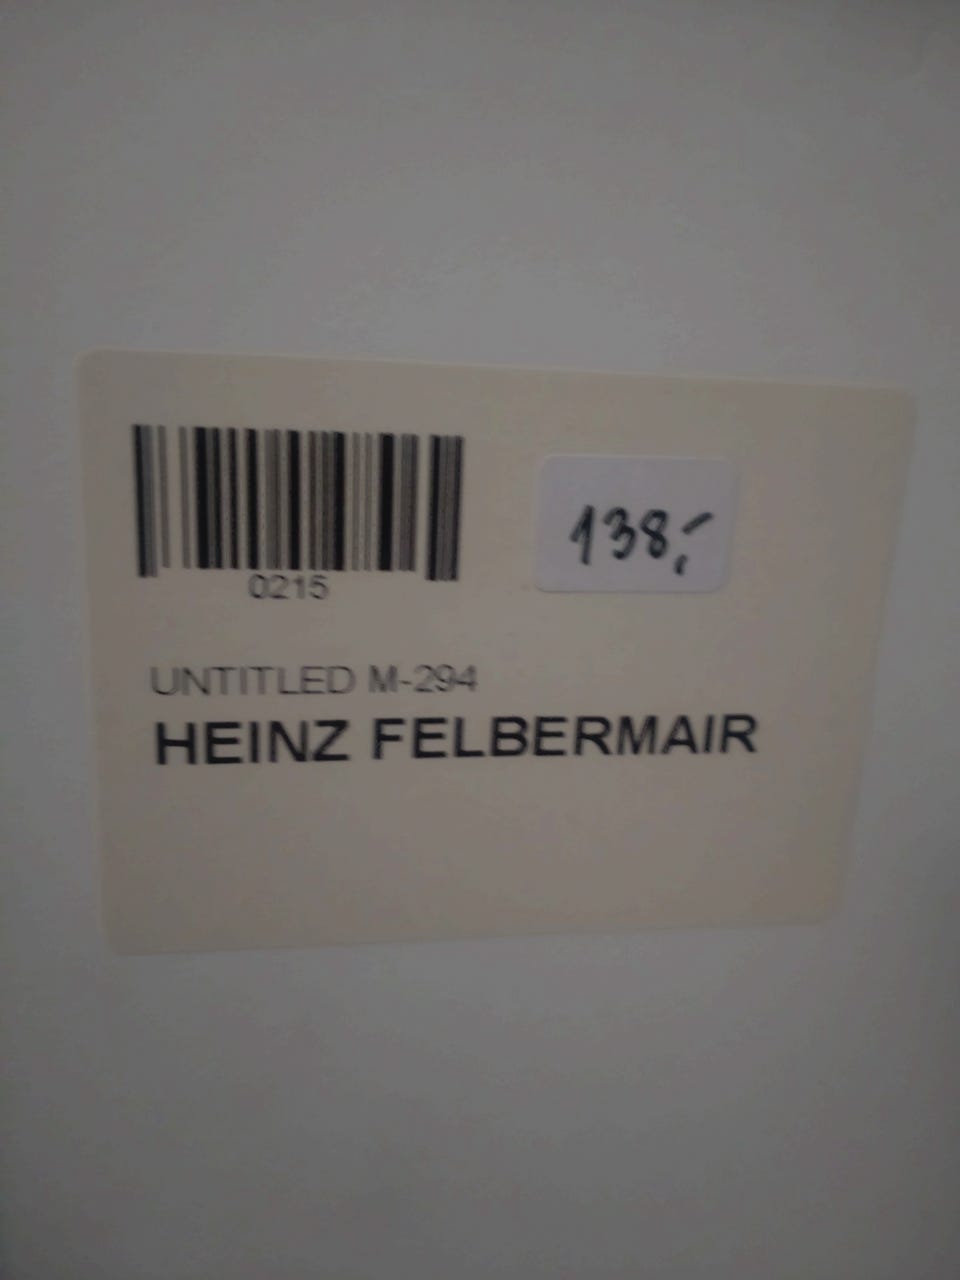 0215
138,-
UNTITLED M-294
HEINZ FELBERMAIR